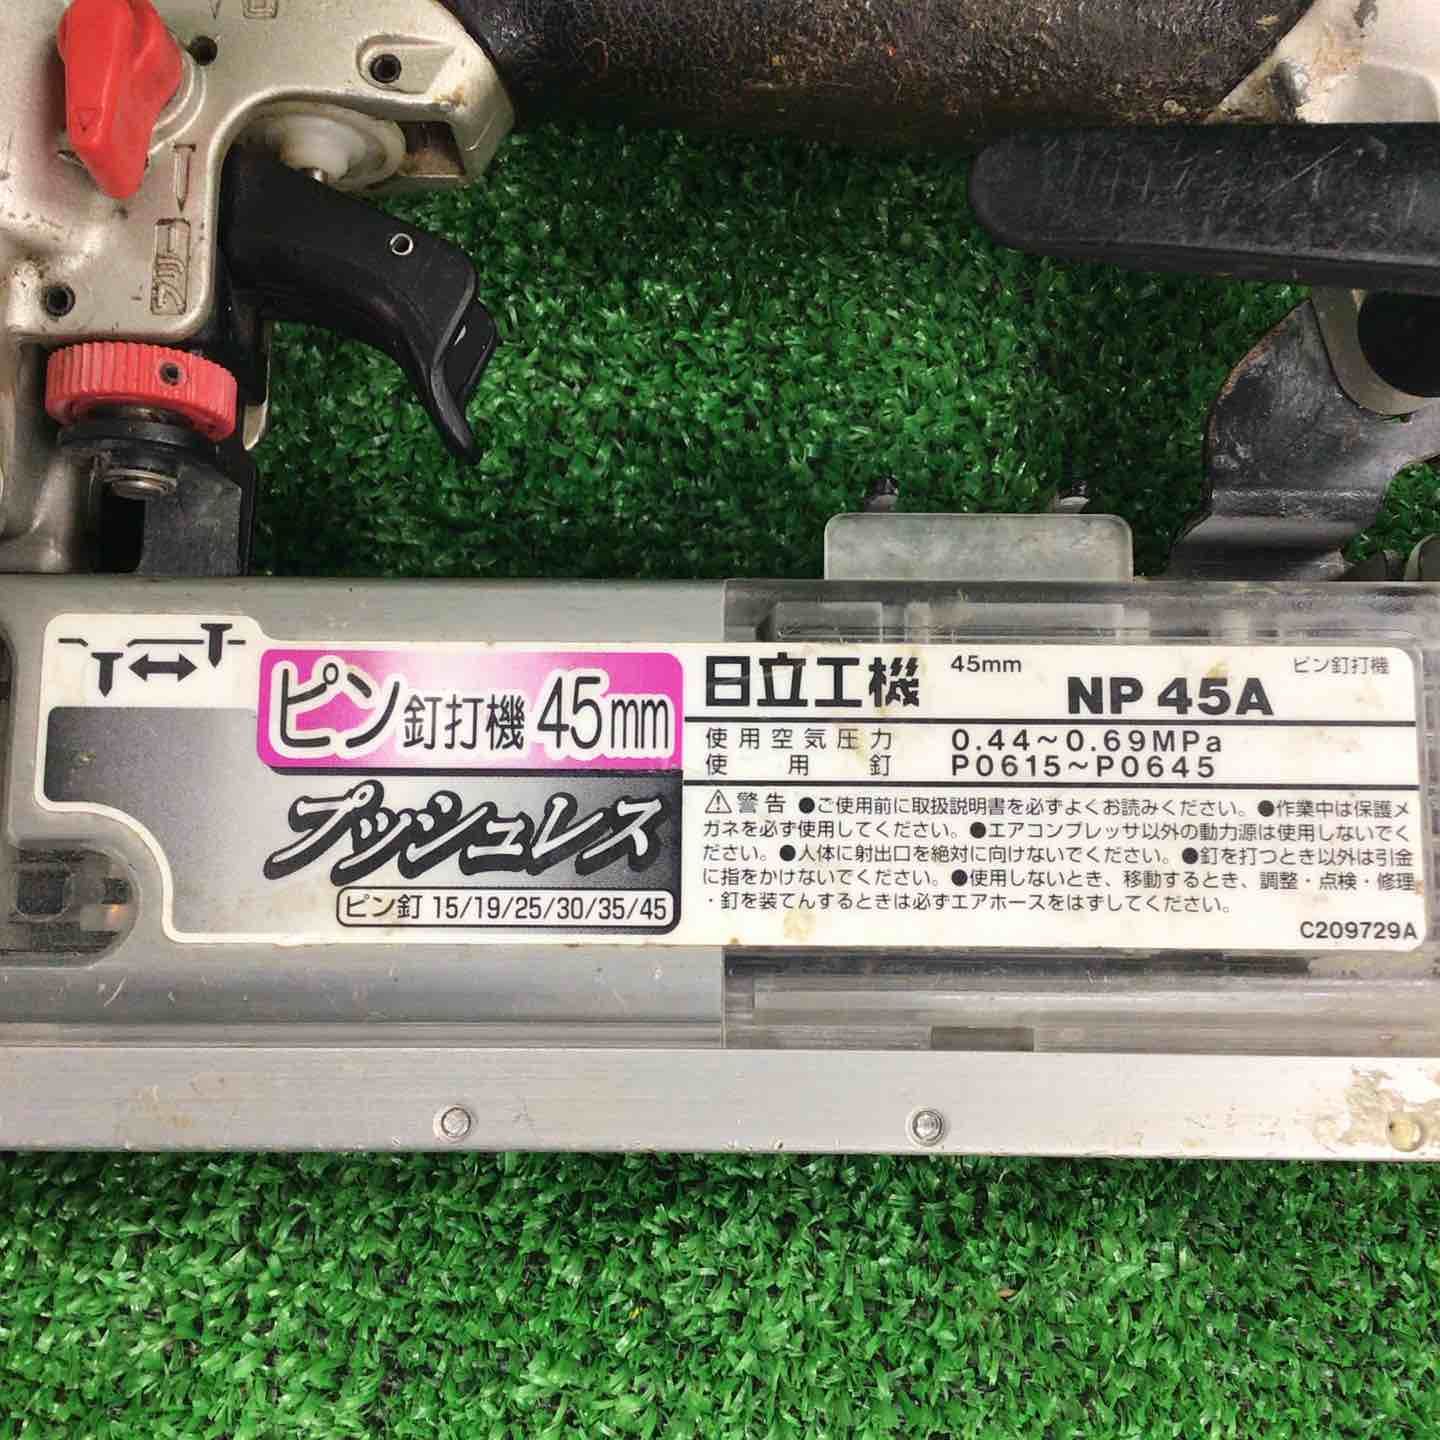 フリー
ピン釘打機 45mm
プッシュレス
ピン釘 15/19/25/30/35/45
日立工機 45mm NP 45A ピン釘打機
使用空気圧力 0.44～0.69MPa
使用釘 P0615～P0645
⚠警告 ●ご使用前に取扱説明書を必ずよくお読みください。●作業中は保護メ
ガネを必ず使用してください。●エアコンプレッサ以外の動力源は使用しないでく
ださい。●人体に射出口を絶対に向けないでください。●釘を打つとき以外は引金
に指をかけないでください。●使用しないとき、移動するとき、調整・点検・修理
・釘を装てんするときは必ずエアホースをはずしてください。
C209729A